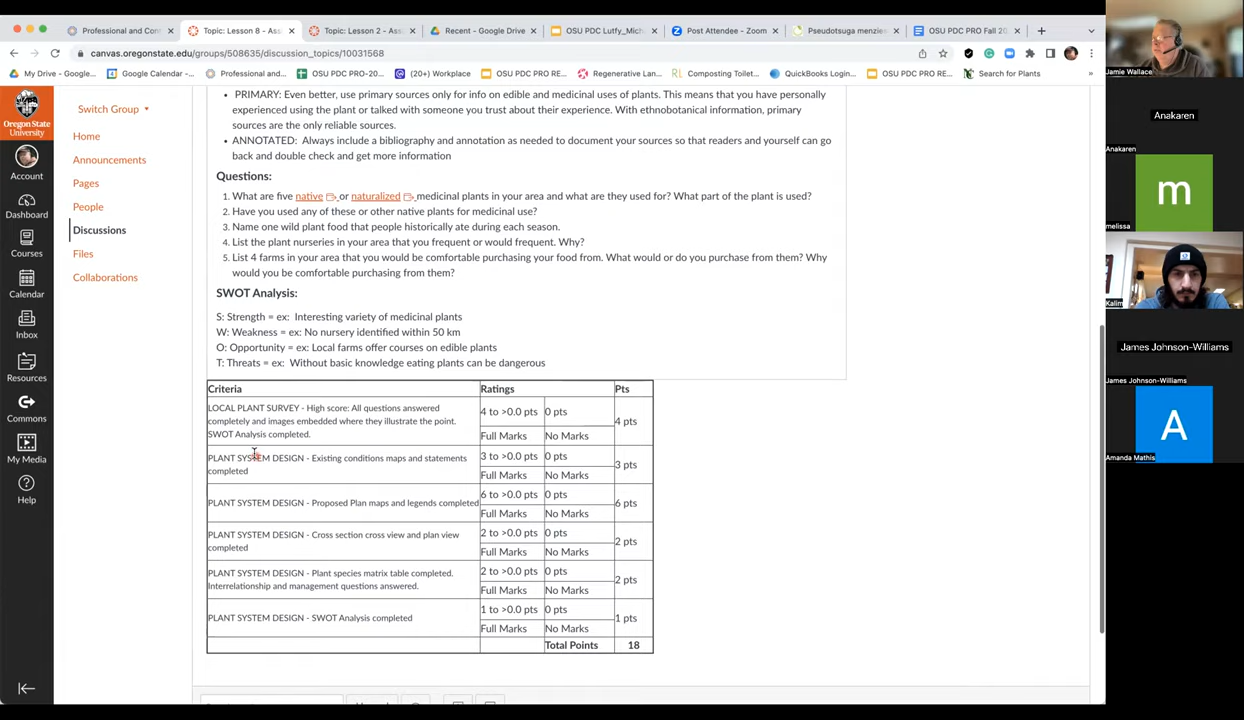 Professional and Con
Topic: Lesson 8 - Ass
Topic: Lesson 2 - Ass
Recent - Google Drive
OSU PDC Lutfy_Mich
Post Attendee - Zoom
Pseudotsuga menzies
OSU PDC PRO Fall 20
canvas.oregonstate.edu/groups/508635/discussion_topics/10031568
My Drive - Google...
Google Calendar -...
Professional and...
OSU PDC PRO-20...
(20+) Workplace
OSU PDC PRO RE...
Regenerative Lan...
Composting Toilet...
QuickBooks Login...
OSU PDC PRO RE...
Search for Plants
Oregon State
University
Account
Dashboard
Courses
Calendar
Inbox
Resources
Commons
My Media
Help
Switch Group
Home
Announcements
Pages
People
Discussions
Files
Collaborations
• PRIMARY: Even better, use primary sources only for info on edible and medicinal uses of plants. This means that you have personally
experienced using the plant or talked with someone you trust about their experience. With ethnobotanical information, primary
sources are the only reliable sources.
• ANNOTATED: Always include a bibliography and annotation as needed to document your sources so that readers and yourself can go
back and double check and get more information
Questions:
1. What are five native or naturalized medicinal plants in your area and what are they used for? What part of the plant is used?
2. Have you used any of these or other native plants for medicinal use?
3. Name one wild plant food that people historically ate during each season.
4. List the plant nurseries in your area that you frequent or would frequent. Why?
5. List 4 farms in your area that you would be comfortable purchasing your food from. What would or do you purchase from them? Why
would you be comfortable purchasing from them?
SWOT Analysis:
S: Strength = ex: Interesting variety of medicinal plants
W: Weakness = ex: No nursery identified within 50 km
O: Opportunity = ex: Local farms offer courses on edible plants
T: Threats = ex: Without basic knowledge eating plants can be dangerous
Criteria Ratings Pts
LOCAL PLANT SURVEY - High score: All questions answered
completely and images embedded where they illustrate the point.
SWOT Analysis completed.
4 to >0.0 pts 0 pts
Full Marks No Marks
4 pts
PLANT SYSTEM DESIGN - Existing conditions maps and statements
completed
3 to >0.0 pts 0 pts
Full Marks No Marks
3 pts
PLANT SYSTEM DESIGN - Proposed Plan maps and legends completed
6 to >0.0 pts 0 pts
Full Marks No Marks
6 pts
PLANT SYSTEM DESIGN - Cross section cross view and plan view
completed
2 to >0.0 pts 0 pts
Full Marks No Marks
2 pts
PLANT SYSTEM DESIGN - Plant species matrix table completed.
Interrelationship and management questions answered.
2 to >0.0 pts 0 pts
Full Marks No Marks
2 pts
PLANT SYSTEM DESIGN - SWOT Analysis completed
1 to >0.0 pts 0 pts
Full Marks No Marks
1 pts
Total Points 18
Jamie Wallace
Anakaren
Anakaren
m
melissa
Kalim
James Johnson-Williams
James Johnson-Williams
A
Amanda Mathis